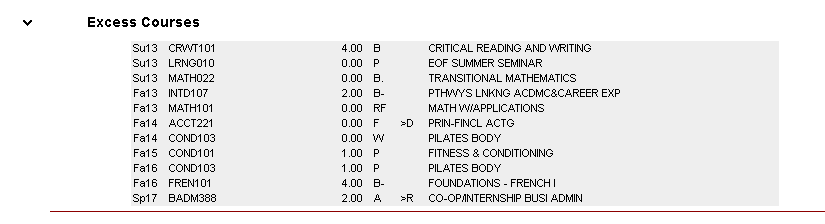 Excess Courses
Su13 CRWT101 4.00 B CRITICAL READING AND WRITING
Su13 LRNG010 0.00 P EOF SUMMER SEMINAR
Su13 MATH022 0.00 B. TRANSITIONAL MATHEMATICS
Fa13 INTD107 2.00 B- PTHWYS LNKNG ACDMC&CAREER EXP
Fa13 MATH101 0.00 RF MATH W/APPLICATIONS
Fa14 ACCT221 0.00 F >D PRIN-FINCL ACTG
Fa14 COND103 0.00 W PILATES BODY
Fa15 COND101 1.00 P FITNESS & CONDITIONING
Fa16 COND103 1.00 P PILATES BODY
Fa16 FREN101 4.00 B- FOUNDATIONS - FRENCH I
Sp17 BADM388 2.00 A >R CO-OP/INTERNSHIP BUSI ADMIN